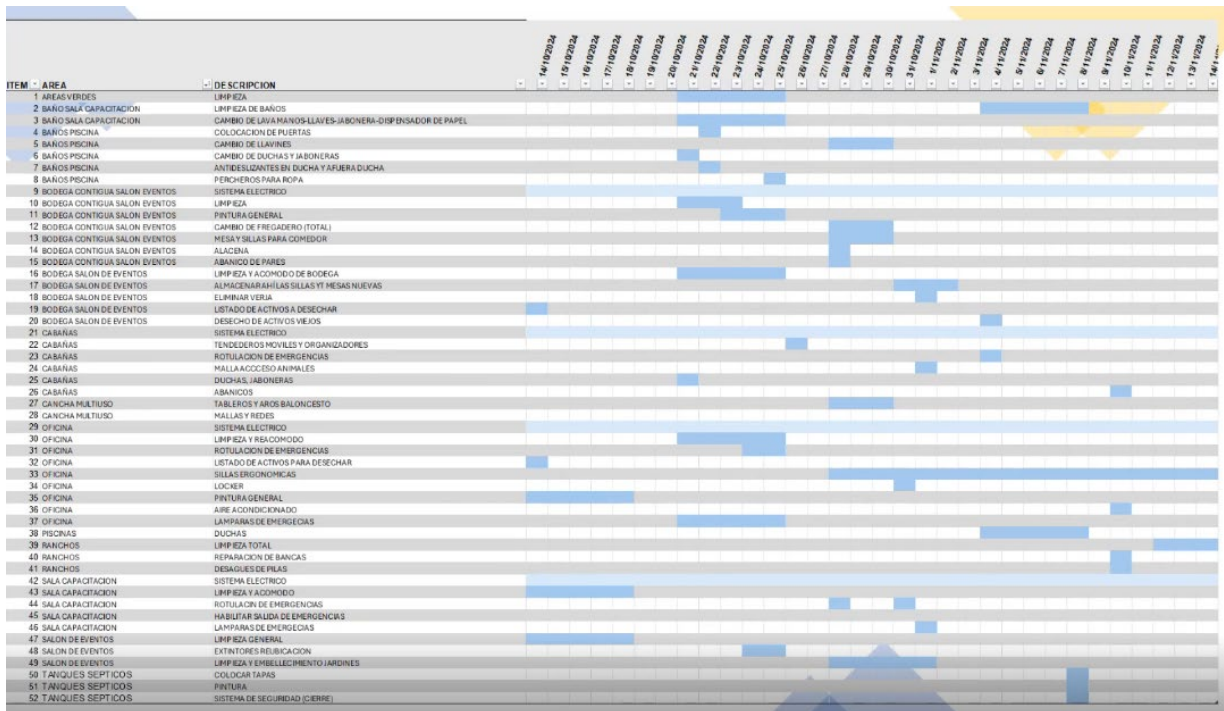 14/10/2024 15/10/2024 16/10/2024 17/10/2024 18/10/2024 19/10/2024 20/10/2024 21/10/2024 22/10/2024 23/10/2024 24/10/2024 25/10/2024 26/10/2024 27/10/2024 28/10/2024 29/10/2024 30/10/2024 31/10/2024 1/11/2024 2/11/2024 3/11/2024 4/11/2024 5/11/2024 6/11/2024 7/11/2024 8/11/2024 9/11/2024 10/11/2024 11/11/2024 12/11/2024 13/11/2024
ITEM AREA DESCRIPCION
1 AREAS VERDES LIMPIEZA
2 BAÑO SALA CAPACITACION LIMPIEZA DE BAÑOS
3 BAÑO SALA CAPACITACION CAMBIO DE LAVAMANOS-LLAVES-JABONERA-DISPENSADOR DE PAPEL
4 BAÑOS PISCINA COLOCACION DE PUERTAS
5 BAÑOS PISCINA CAMBIO DE LLAVINES
6 BAÑOS PISCINA CAMBIO DE DUCHAS Y JABONERAS
7 BAÑOS PISCINA ANTIDESLIZANTES EN DUCHA Y AFUERA DUCHA
8 BAÑOS PISCINA PERCHEROS PARA ROPA
9 BODEGA CONTIGUA SALON EVENTOS SISTEMA ELECTRICO
10 BODEGA CONTIGUA SALON EVENTOS LIMPIEZA
11 BODEGA CONTIGUA SALON EVENTOS PINTURA GENERAL
12 BODEGA CONTIGUA SALON EVENTOS CAMBIO DE FREGADERO (TOTAL)
13 BODEGA CONTIGUA SALON EVENTOS MESA Y SILLAS PARA COMEDOR
14 BODEGA CONTIGUA SALON EVENTOS ALACENA
15 BODEGA CONTIGUA SALON EVENTOS ABANICO DE PARES
16 BODEGA SALON DE EVENTOS LIMPIEZA Y ACOMODO DE BODEGA
17 BODEGA SALON DE EVENTOS ALMACENAR AHÍ LAS SILLAS YT MESAS NUEVAS
18 BODEGA SALON DE EVENTOS ELIMINAR VERJA
19 BODEGA SALON DE EVENTOS LISTADO DE ACTIVOS A DESECHAR
20 BODEGA SALON DE EVENTOS DESECHO DE ACTIVOS VIEJOS
21 CABAÑAS SISTEMA ELECTRICO
22 CABAÑAS TENDEDEROS MOVILES Y ORGANIZADORES
23 CABAÑAS ROTULACION DE EMERGENCIAS
24 CABAÑAS MALLA ACCCESO ANIMALES
25 CABAÑAS DUCHAS, JABONERAS
26 CABAÑAS ABANICOS
27 CANCHA MULTIUSO TABLEROS Y AROS BALONCESTO
28 CANCHA MULTIUSO MALLAS Y REDES
29 OFICINA SISTEMA ELECTRICO
30 OFICINA LIMPIEZA Y REACOMODO
31 OFICINA ROTULACION DE EMERGENCIAS
32 OFICINA LISTADO DE ACTIVOS PARA DESECHAR
33 OFICINA SILLAS ERGONOMICAS
34 OFICINA LOCKER
35 OFICINA PINTURA GENERAL
36 OFICINA AIRE ACONDICIONADO
37 OFICINA LAMPARAS DE EMERGECIAS
38 PISCINAS DUCHAS
39 RANCHOS LIMPIEZA TOTAL
40 RANCHOS REPARACION DE BANCAS
41 RANCHOS DESAGUES DE PILAS
42 SALA CAPACITACION SISTEMA ELECTRICO
43 SALA CAPACITACION LIMPIEZA Y ACOMODO
44 SALA CAPACITACION ROTULACIN DE EMERGENCIAS
45 SALA CAPACITACION HABILITAR SALIDA DE EMERGENCIAS
46 SALA CAPACITACION LAMPARAS DE EMERGECIAS
47 SALON DE EVENTOS LIMPIEZA GENERAL
48 SALON DE EVENTOS EXTINTORES REUBICACION
49 SALON DE EVENTOS LIMPIEZA Y EMBELLECIMIENTO JARDINES
50 TANQUES SEPTICOS COLOCAR TAPAS
51 TANQUES SEPTICOS PINTURA
52 TANQUES SEPTICOS SISTEMA DE SEGURIDAD (CIERRE)